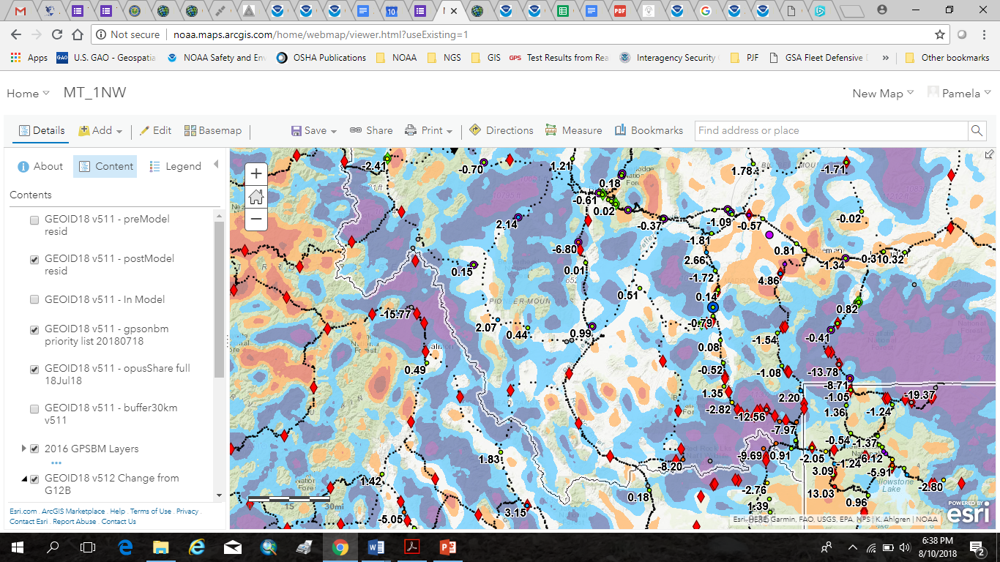 Not secure | noaa.maps.arcgis.com/home/webmap/viewer.html?useExisting=1
Apps GAO U.S. GAO - Geospatia NOAA Safety and Env OSHA Publications NOAA NGS GIS GPS Test Results from Rea Interagency Security PJF GSA Fleet Defensive D » Other bookmarks
Home MT_1NW New Map Pamela
Details Add Edit Basemap Save Share Print Directions Measure Bookmarks Find address or place
About Content Legend
Contents
GEOID18 v511 - preModel
resid
GEOID18 v511 - postModel
resid
GEOID18 v511 - In Model
GEOID18 v511 - gpsonbm
priority list 20180718
GEOID18 v511 - opusShare full
18Jul18
GEOID18 v511 - buffer30km
v511
2016 GPSBM Layers
GEOID18 v512 Change from
G12B
Esri.com . ArcGIS Marketplace . Help . Terms of Use . Privacy .
Contact Esri . Report Abuse . Contact Us
+
−
-2.41 -0.70 1.21 0.18 1.78 -1.71
-0.61
0.02
2.14 -0.37 -1.09 -0.57 -0.02
-1.81
-6.80 2.66 0.81 -1.34 0.31 0.32
0.15 0.01 -1.72 4.86
0.51 0.14
PIONEER MOUNTAINS
-15.77 0.82
2.07 0.44 0.99 -0.79 -0.41
0.08 -1.54
0.49 -0.52 -1.08 -13.78
-8.71
1.35 2.20 -1.05 -19.37
-2.82 -12.56 1.36 -1.24
-7.97
-0.54 -1.37
1.83 -8.20 -9.69 0.91 -2.05 -1.24 -6.12
3.09 -5.91
Yellowstone
Lake
1.42 0.18 -2.76 13.03 -2.80
-5.05 3.15 1.39 0.96
15 30mi
Esri, HERE, Garmin, FAO, USGS, EPA, NPS | K. Ahlgren | NOAA
POWERED BY
esri
6:38 PM
8/10/2018
2